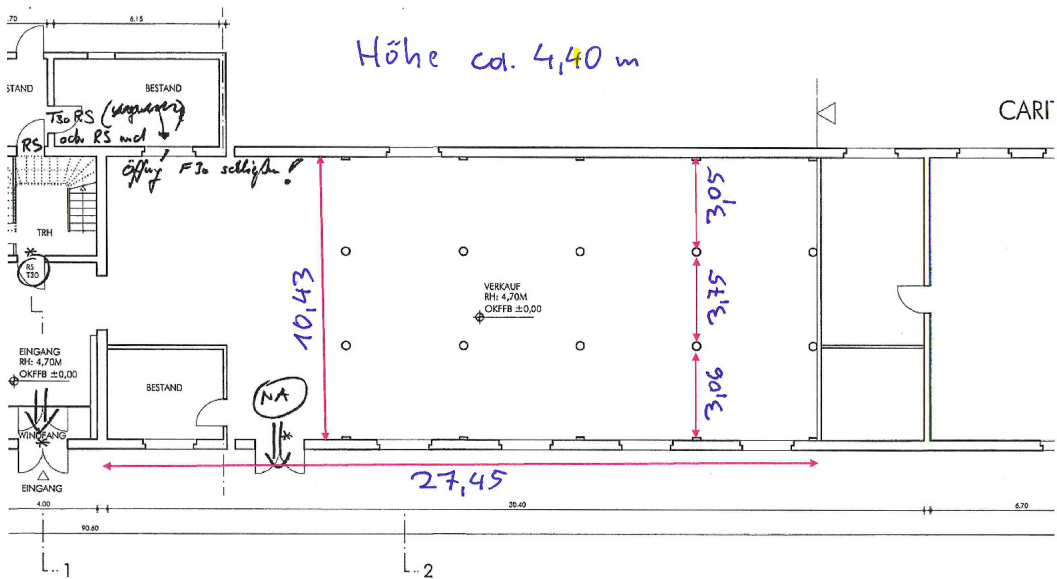 .70
6.15
Höhe ca. 4,40 m
STAND
BESTAND
CARIT
T30 RS
oder RS und
RS
Öffng F30 schließen!
3,05
TRH
RS
T30
10,43
3,75
VERKAUF
RH: 4,70M
OKFFB ±0,00
EINGANG
RH: 4,70M
OKFFB ±0,00
BESTAND
NA
3,06
WINDFANG
27,45
EINGANG
4.00
30.40
6.70
90.60
1
2